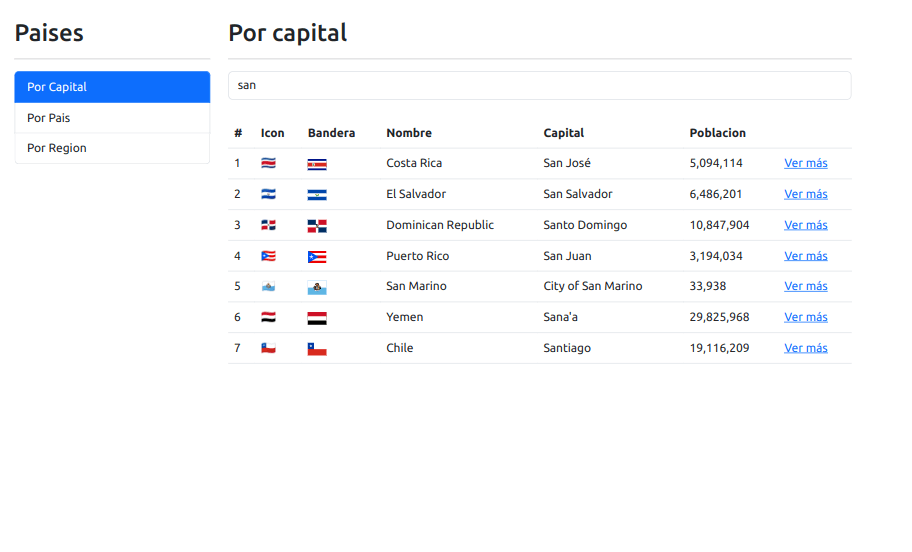 Paises
Por Capital
Por Pais
Por Region
Por capital
san
# Icon Bandera Nombre Capital Poblacion
1 Costa Rica San José 5,094,114 Ver más
2 El Salvador San Salvador 6,486,201 Ver más
3 Dominican Republic Santo Domingo 10,847,904 Ver más
4 Puerto Rico San Juan 3,194,034 Ver más
5 San Marino City of San Marino 33,938 Ver más
6 Yemen Sana'a 29,825,968 Ver más
7 Chile Santiago 19,116,209 Ver más